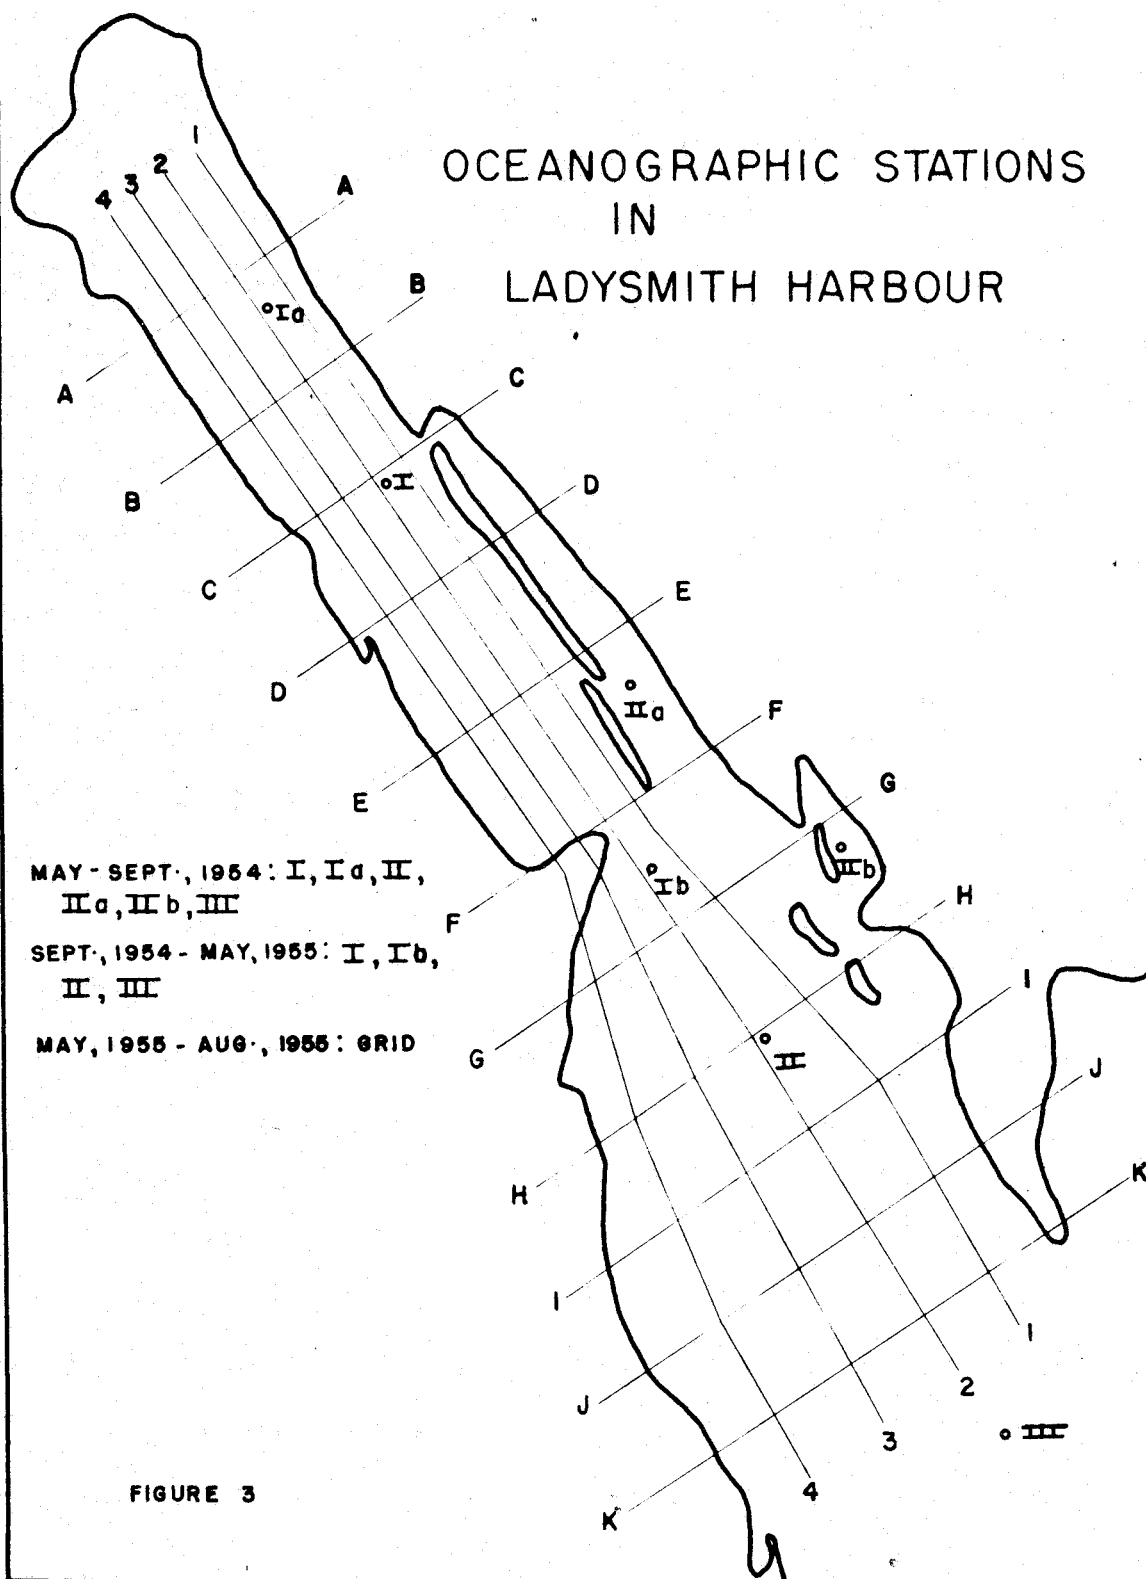 OCEANOGRAPHIC STATIONS
IN
LADYSMITH HARBOUR
1
2
3
4
A
B
C
D
E
F
G
H
I
J
K
A
B
C
D
E
F
G
H
I
J
K
Ia
I
IIa
IIb
Ib
II
III
MAY - SEPT., 1954: I, Ia, II,
IIa, IIb, III
SEPT., 1954 - MAY, 1955: I, Ib,
II, III
MAY, 1955 - AUG., 1955: GRID
1
2
3
4
FIGURE 3